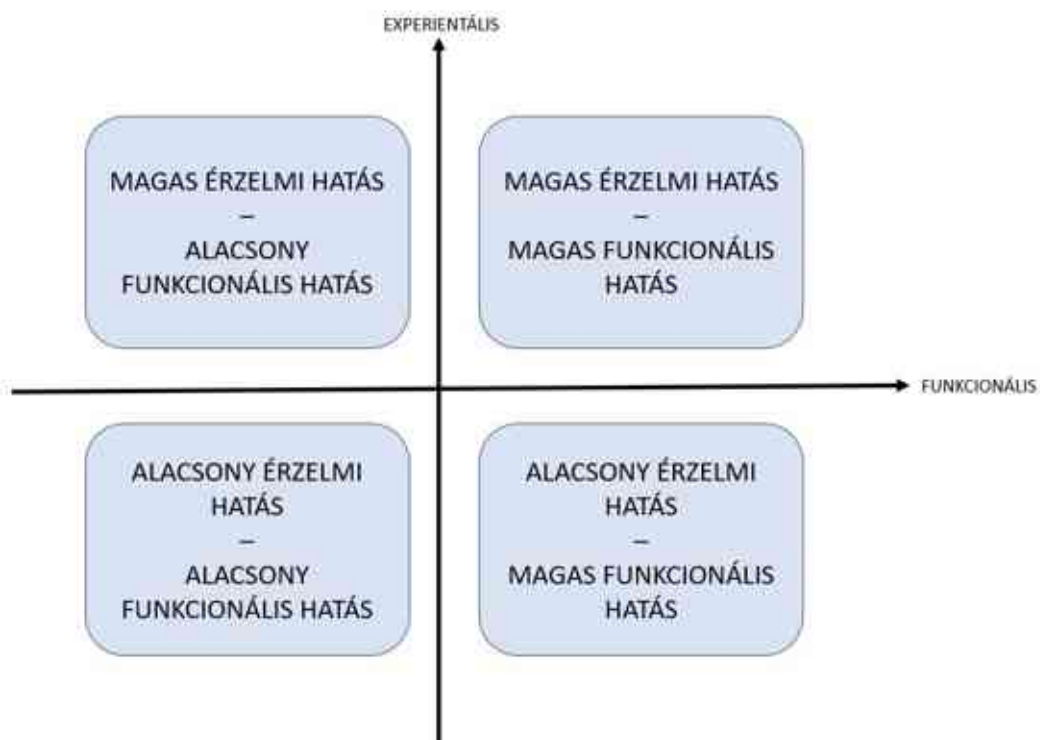 EXPERIENTÁLIS
MAGAS ÉRZELMI HATÁS
–
ALACSONY
FUNKCIONÁLIS HATÁS
MAGAS ÉRZELMI HATÁS
–
MAGAS FUNKCIONÁLIS
HATÁS
FUNKCIONÁLIS
ALACSONY ÉRZELMI
HATÁS
–
ALACSONY
FUNKCIONÁLIS HATÁS
ALACSONY ÉRZELMI
HATÁS
–
MAGAS FUNKCIONÁLIS
HATÁS